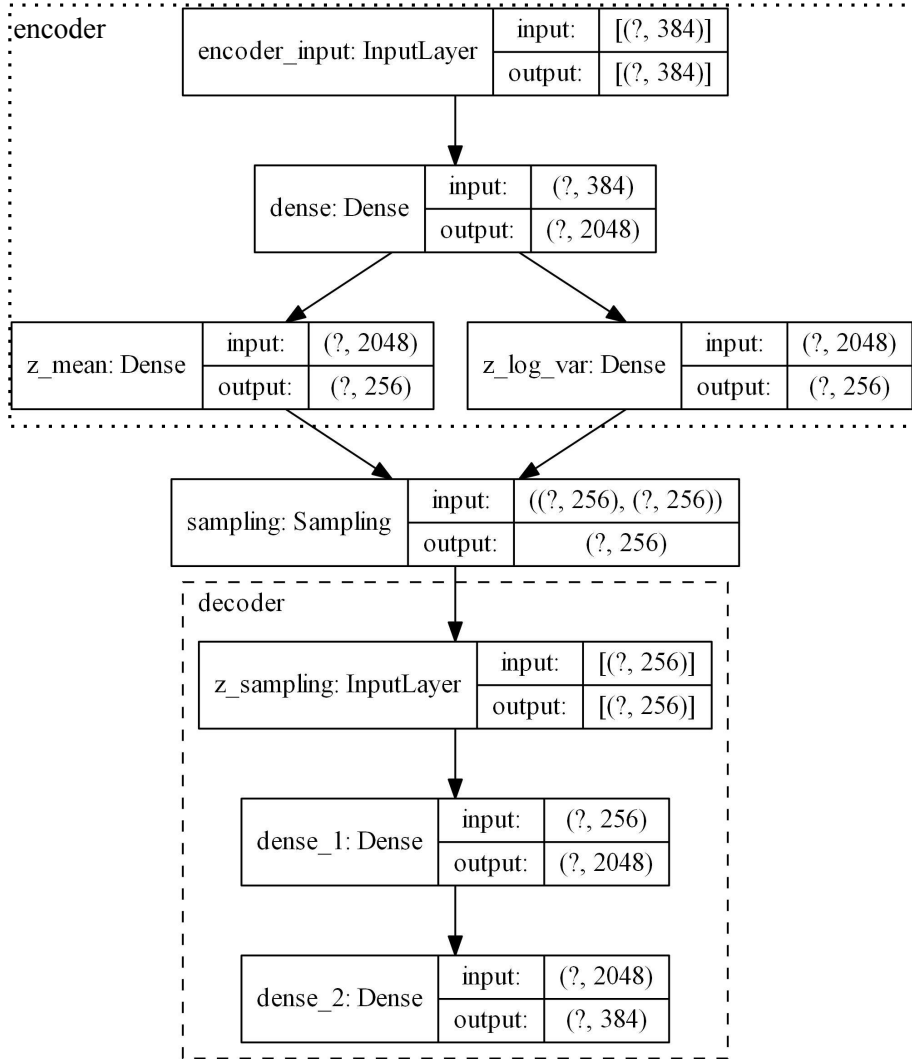 encoder
encoder_input: InputLayer
input:
[(?, 384)]
output:
[(?, 384)]
dense: Dense
input:
(?, 384)
output:
(?, 2048)
z_mean: Dense
input:
(?, 2048)
output:
(?, 256)
z_log_var: Dense
input:
(?, 2048)
output:
(?, 256)
sampling: Sampling
input:
((?, 256), (?, 256))
output:
(?, 256)
decoder
z_sampling: InputLayer
input:
[(?, 256)]
output:
[(?, 256)]
dense_1: Dense
input:
(?, 256)
output:
(?, 2048)
dense_2: Dense
input:
(?, 2048)
output:
(?, 384)